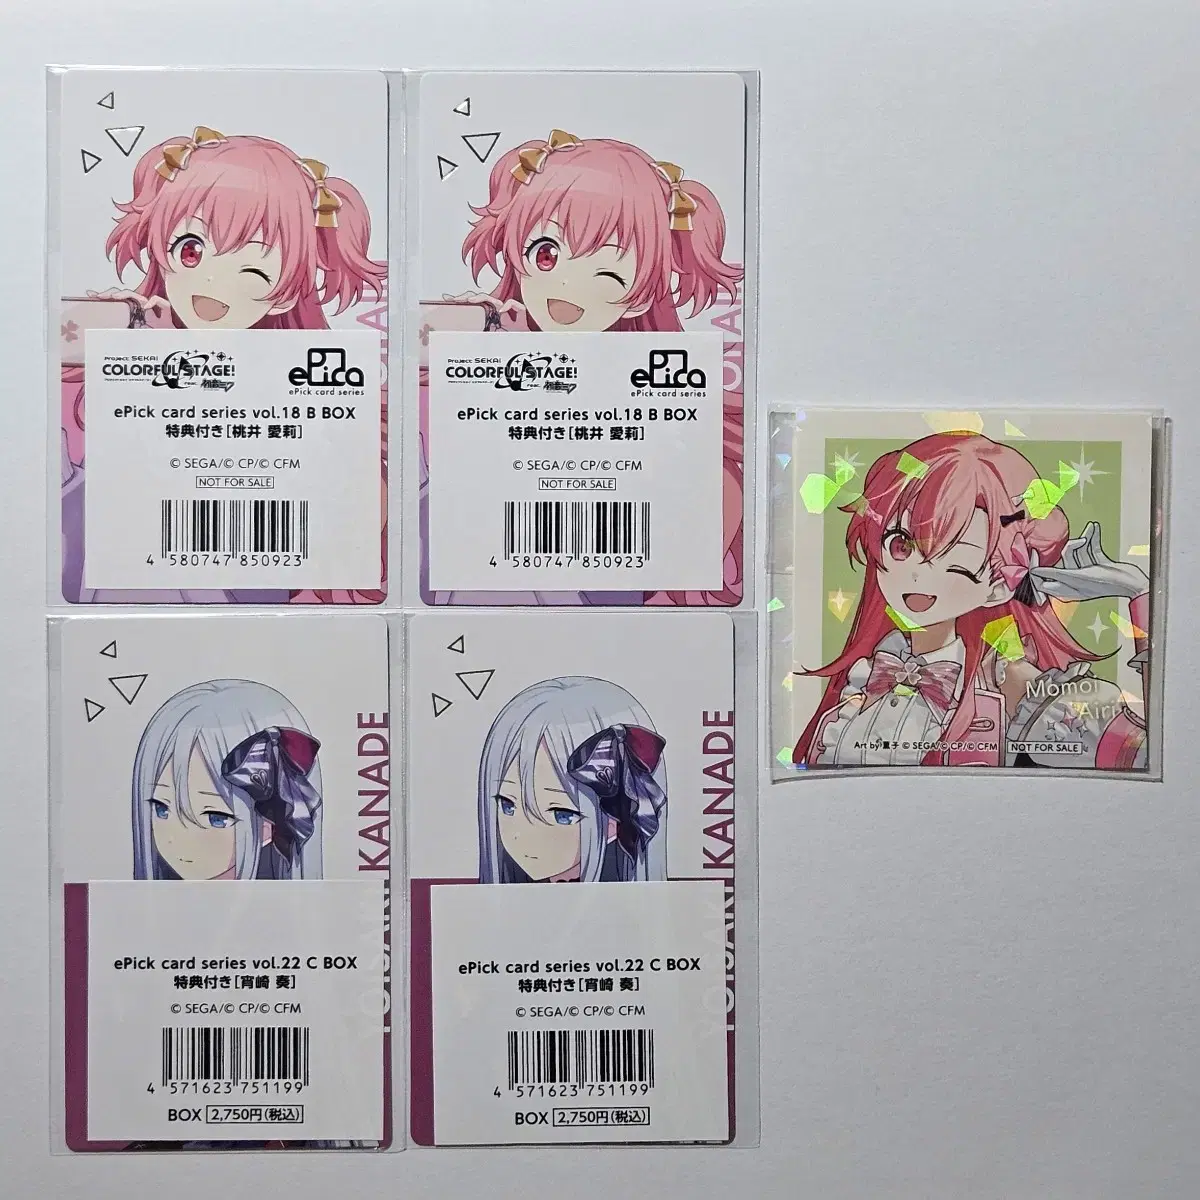 Project SEKAI
COLORFUL STAGE!
feat. 初音ミク
ePick
ePick card series
ePick card series vol.18 B BOX
特典付き[桃井 愛莉]
© SEGA/© CP/© CFM
NOT FOR SALE
4 580747 850923
Project SEKAI
COLORFUL STAGE!
feat. 初音ミク
ePick
ePick card series
ePick card series vol.18 B BOX
特典付き[桃井 愛莉]
© SEGA/© CP/© CFM
NOT FOR SALE
4 580747 850923
Momoi
Airi
Art by 薫子 © SEGA/© CP/© CFM NOT FOR SALE
YOISAKI KANADE
ePick card series vol.22 C BOX
特典付き[宵崎 奏]
© SEGA/© CP/© CFM
4 571623 751199
BOX 2,750円(税込)
YOISAKI KANADE
ePick card series vol.22 C BOX
特典付き[宵崎 奏]
© SEGA/© CP/© CFM
4 571623 751199
BOX 2,750円(税込)